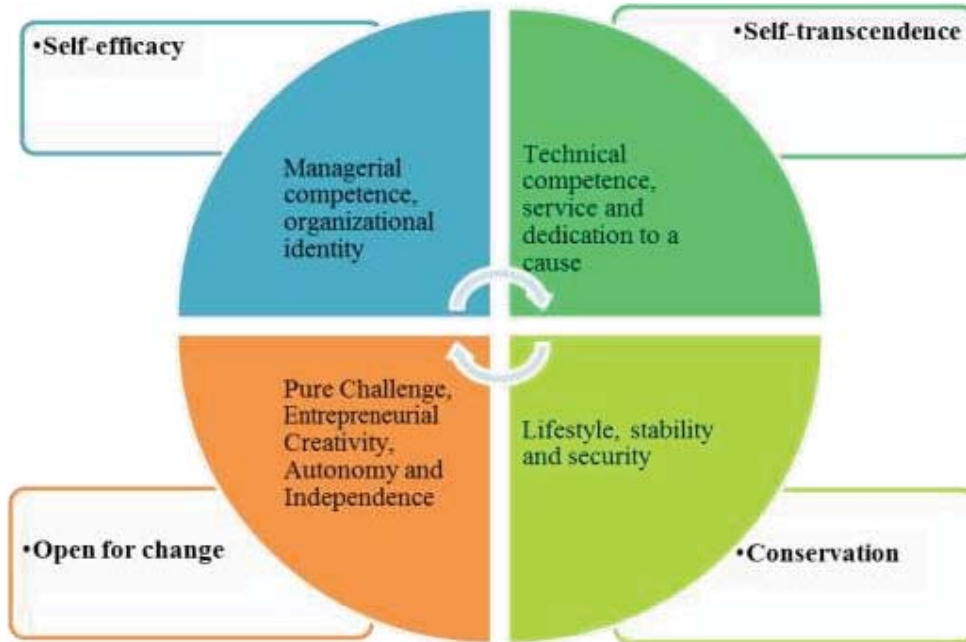 •Self-efficacy
•Self-transcendence
Managerial
competence,
organizational
identity
Technical
competence,
service and
dedication to a
cause
Pure Challenge,
Entrepreneurial
Creativity,
Autonomy and
Independence
Lifestyle, stability
and security
•Open for change
•Conservation